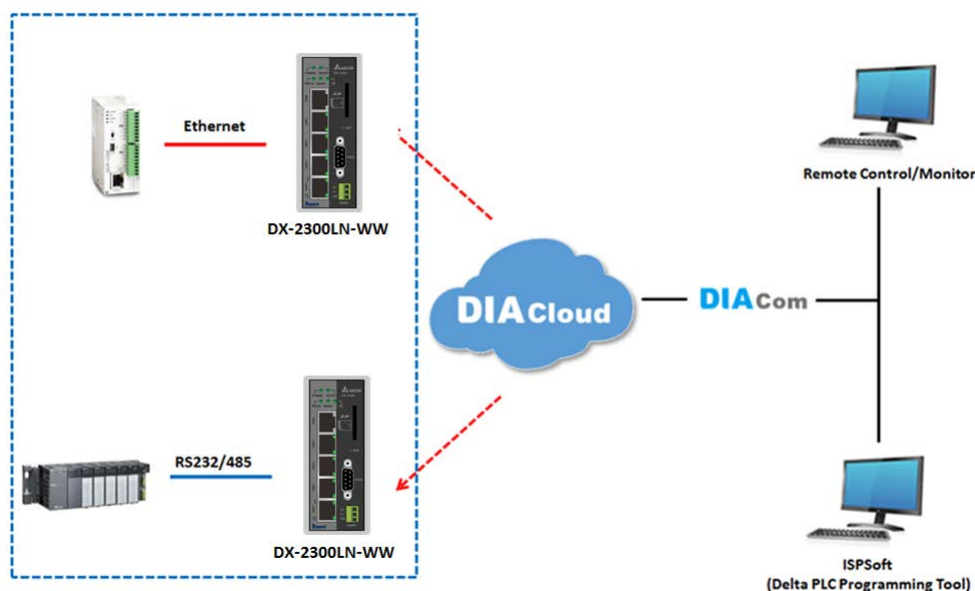 Ethernet
DX-2300LN-WW
Remote Control/Monitor
DIACloud
DIACom
RS232/485
DX-2300LN-WW
ISPSoft
(Delta PLC Programming Tool)